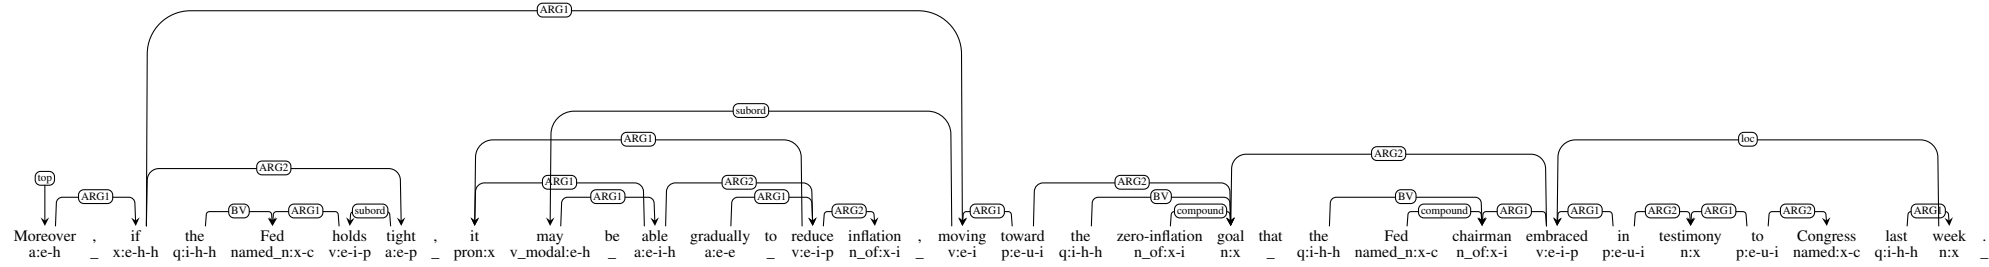 ARG1
subord
ARG1 loc
ARG2 ARG2
top ARG1 ARG2 ARG2
ARG1 ARG1 ARG1 BV BV ARG1
BV ARG1 subord ARG2 ARG1 compound compound ARG1 ARG1 ARG2 ARG1 ARG2 ARG1
Moreover , if the Fed holds tight , it may be able gradually to reduce inflation , moving toward the zero-inflation goal that the Fed chairman embraced in testimony to Congress last week .
a:e-h _ x:e-h-h q:i-h-h named_n:x-c v:e-i-p a:e-p _ pron:x v_modal:e-h _ a:e-i-h a:e-e _ v:e-i-p n_of:x-i _ v:e-i p:e-u-i q:i-h-h n_of:x-i n:x _ q:i-h-h named_n:x-c n_of:x-i v:e-i-p p:e-u-i n:x p:e-u-i named:x-c q:i-h-h n:x _